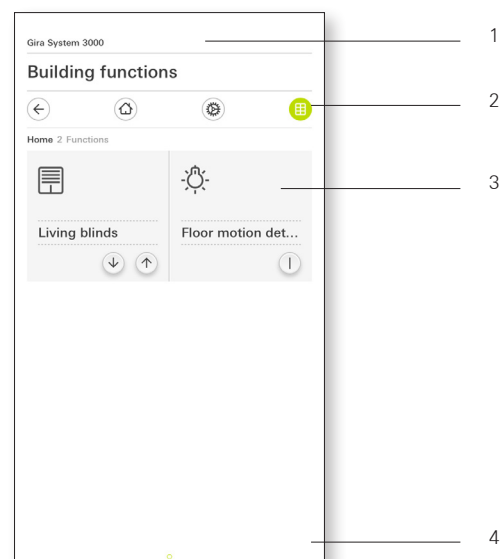 Gira System 3000
1
Building functions
2
Home 2 Functions
3
Living blinds
Floor motion det...
4